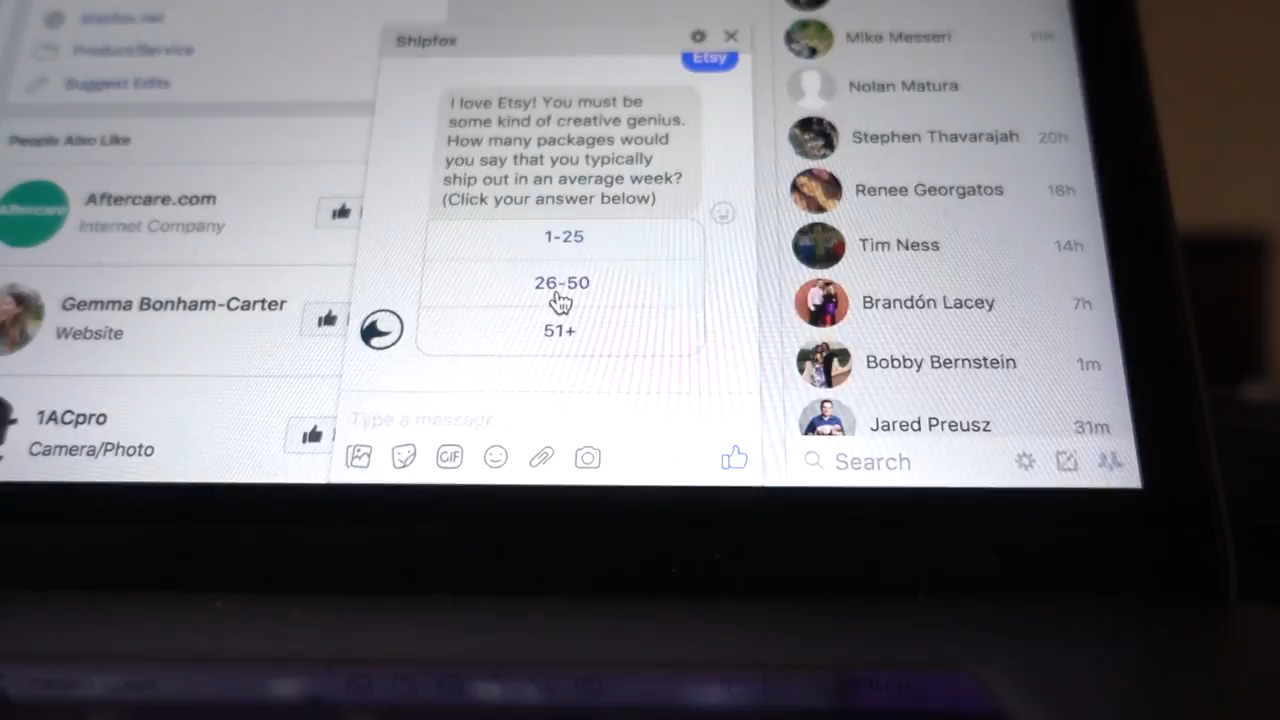 shipfox.net
Product/Service
Suggest Edits
People Also Like
Aftercare.com
Internet Company
Gemma Bonham-Carter
Website
1ACpro
Camera/Photo
Shipfox
Etsy
I love Etsy! You must be
some kind of creative genius.
How many packages would
you say that you typically
ship out in an average week?
(Click your answer below)
1-25
26-50
51+
Type a message...
GIF
Mike Messeri
11h
Nolan Matura
Stephen Thavarajah 20h
Renee Georgatos 16h
Tim Ness 14h
Brandón Lacey 7h
Bobby Bernstein 1m
Jared Preusz 31m
Search